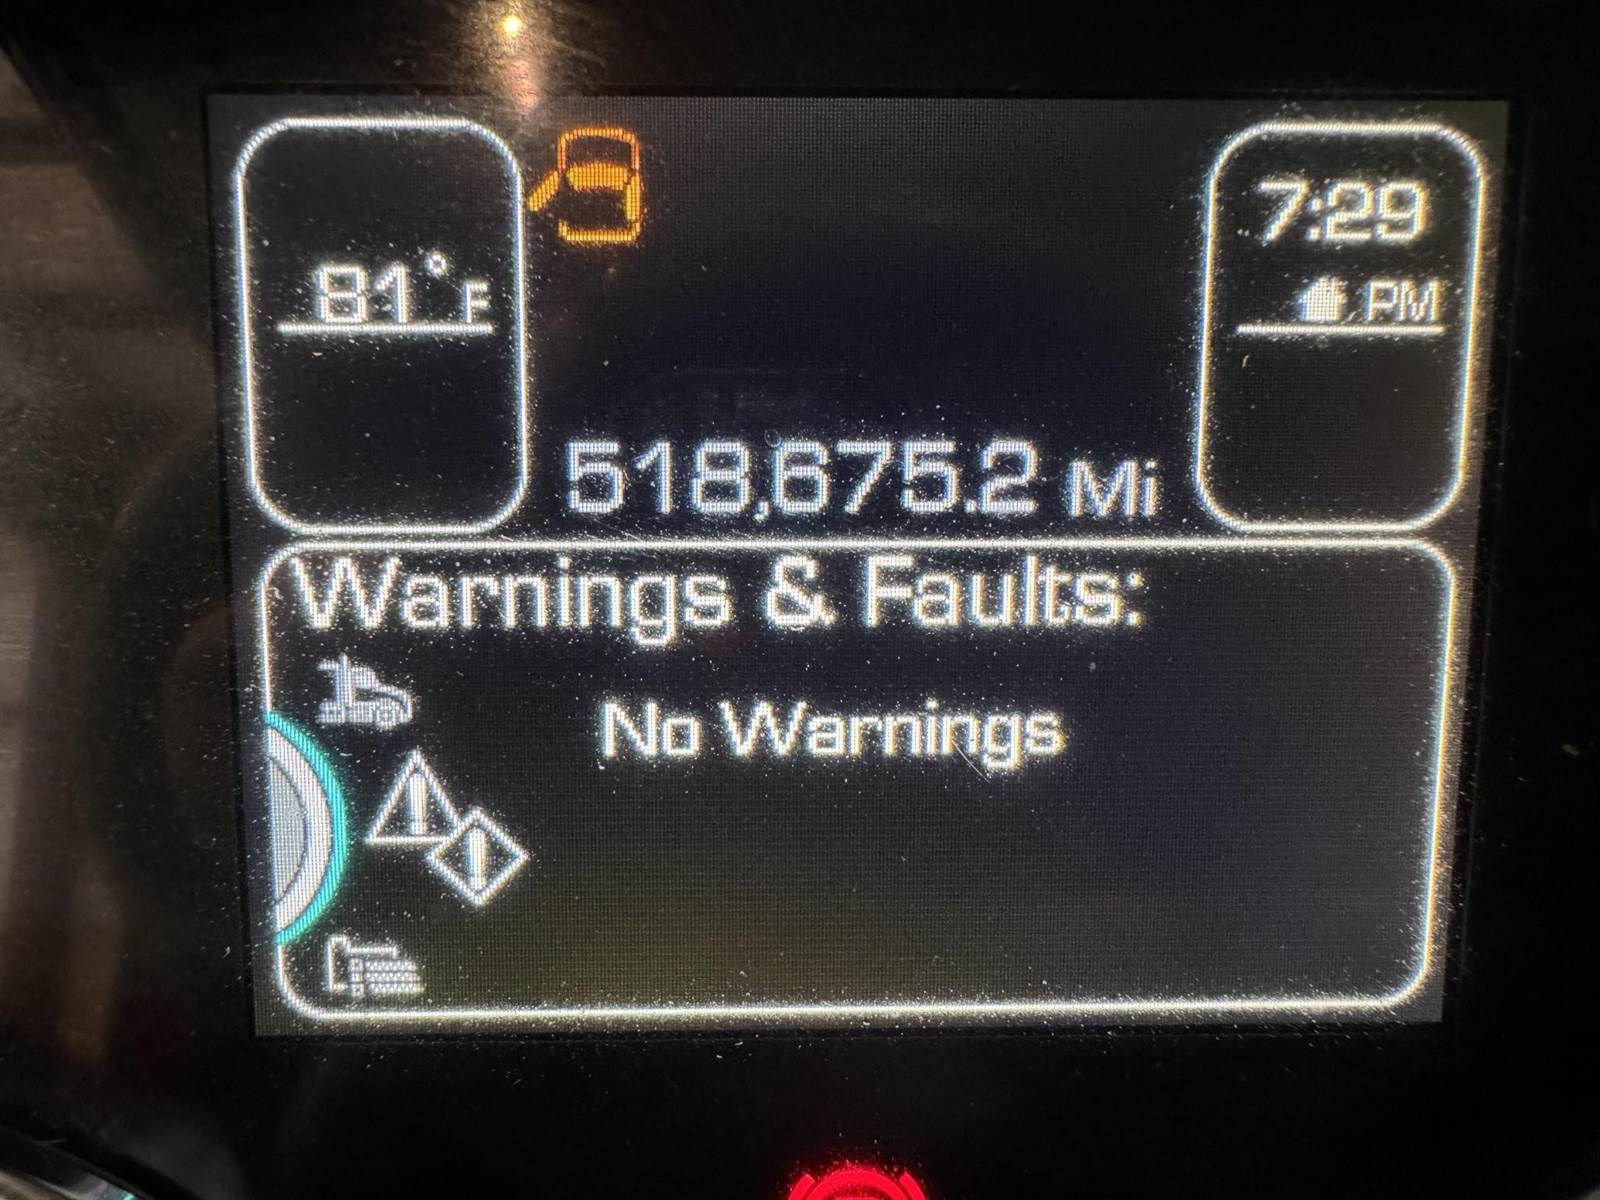 81°F
7:29
PM
518,675.2 Mi
Warnings & Faults:
No Warnings